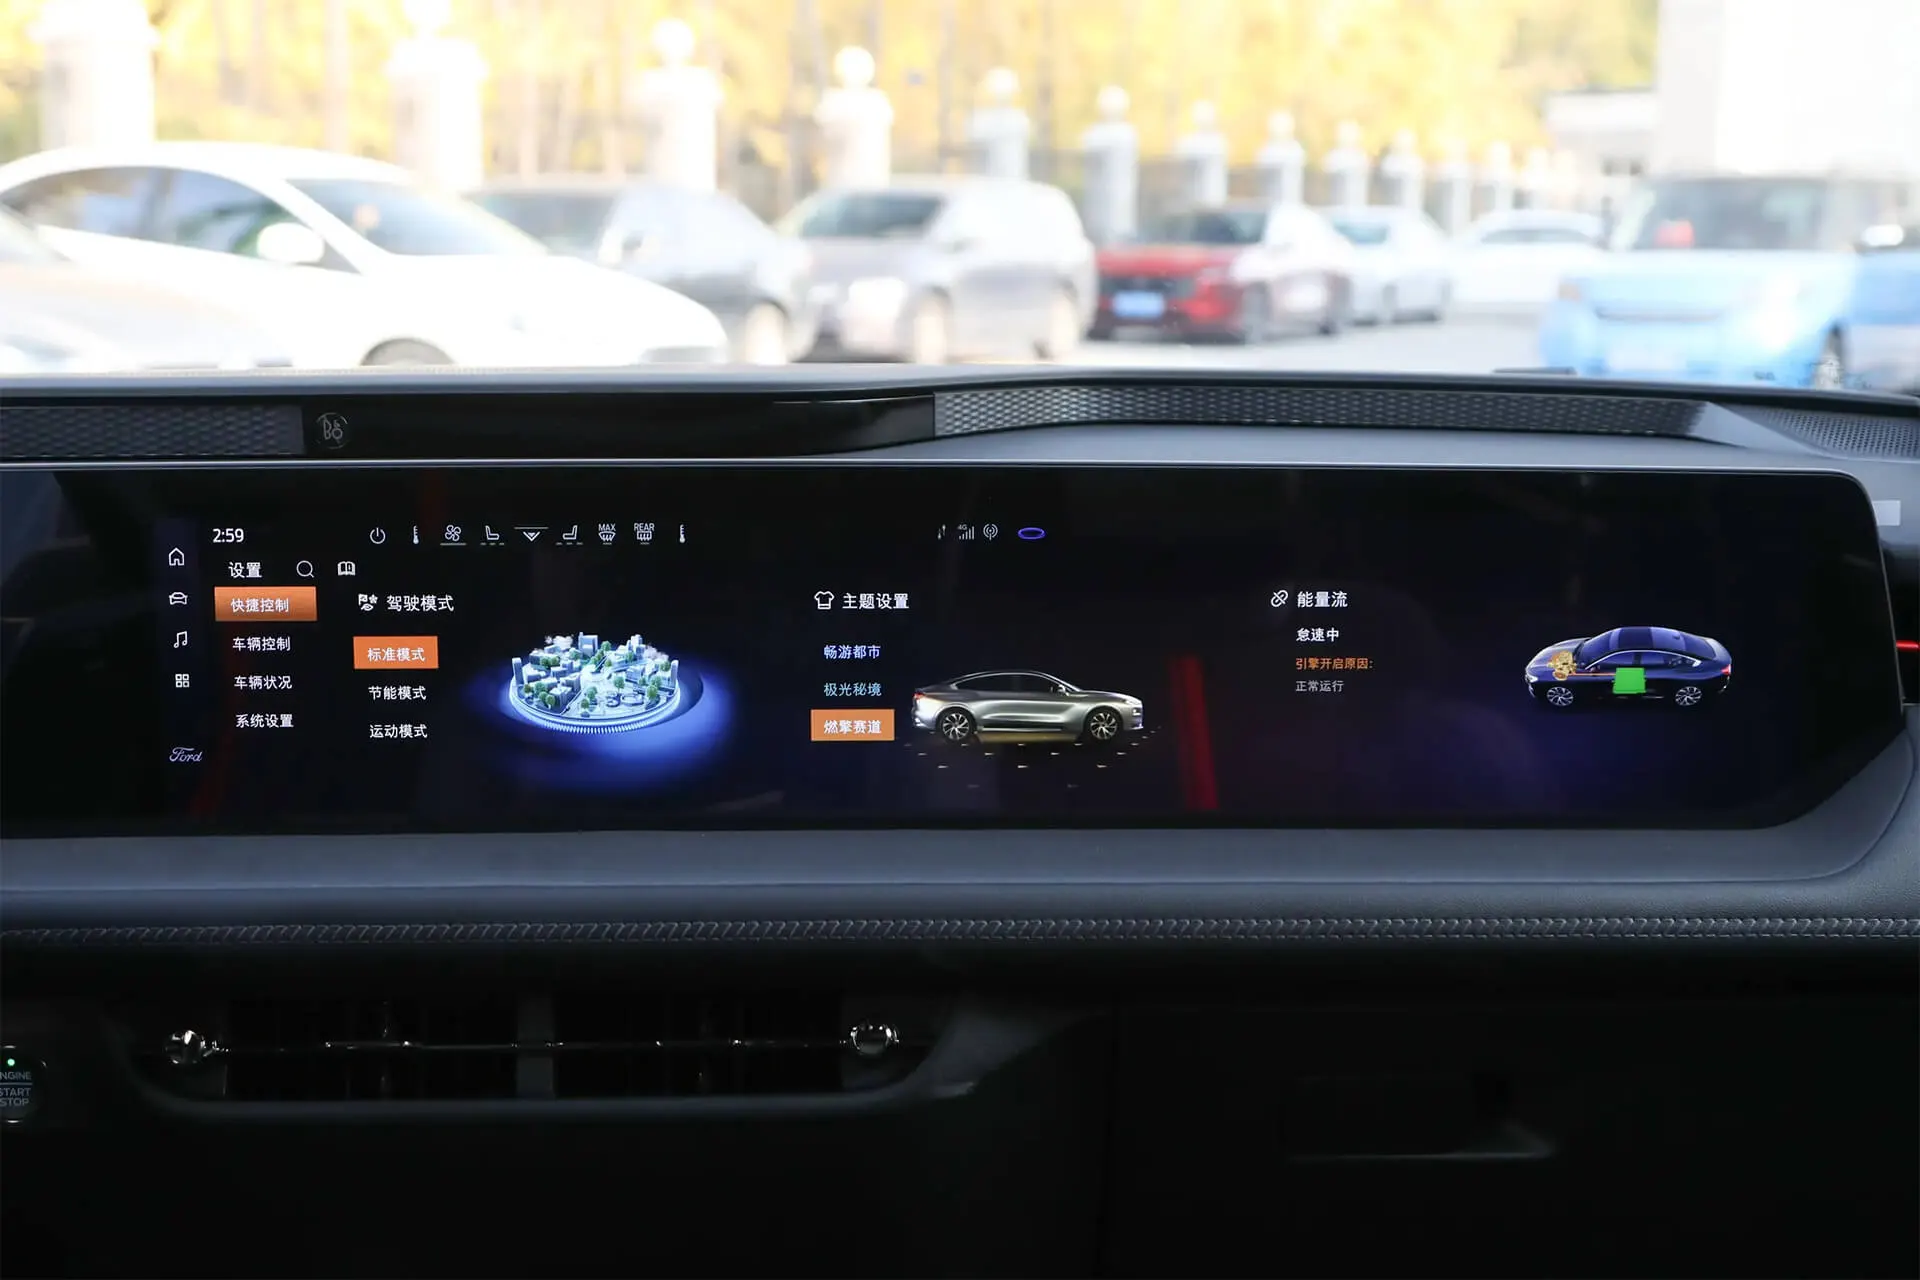 B&O
2:59
MAX
REAR
4G
设置
快捷控制
车辆控制
车辆状况
系统设置
Ford
驾驶模式
标准模式
节能模式
运动模式
主题设置
畅游都市
极光秘境
燃擎赛道
能量流
怠速中
引擎开启原因:
正常运行
NGINE
START
STOP